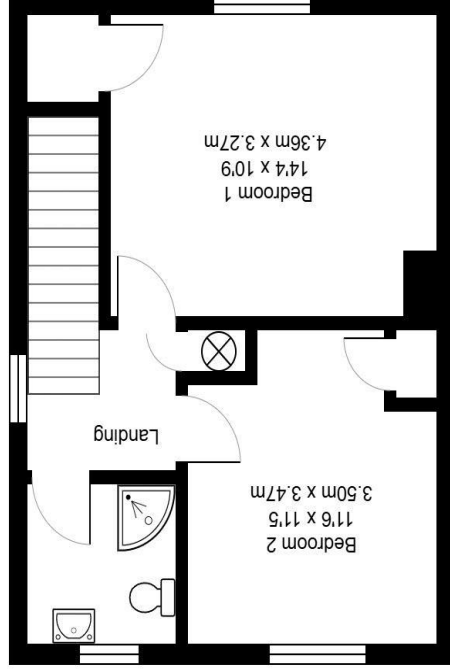 Bedroom 2
11'6 x 11'5
3.50m x 3.47m
Landing
Bedroom 1
14'4 x 10'9
4.36m x 3.27m